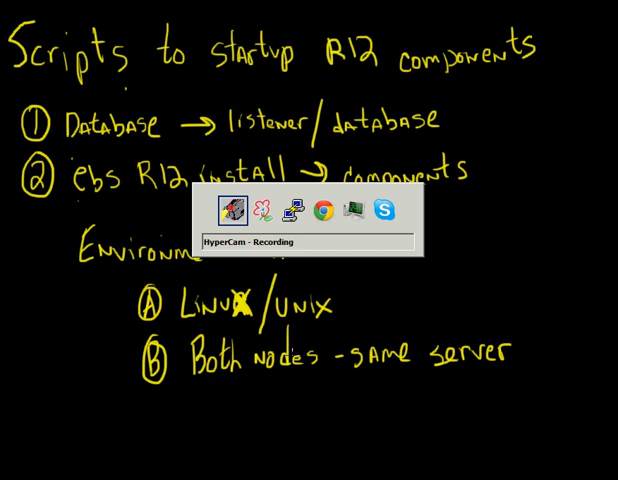 Scripts to startup R12 components
① Database → listener/database
② ebs R12 install → components
HyperCam - Recording
Environme
Ⓐ Linux/Unix
Ⓑ Both nodes - same server